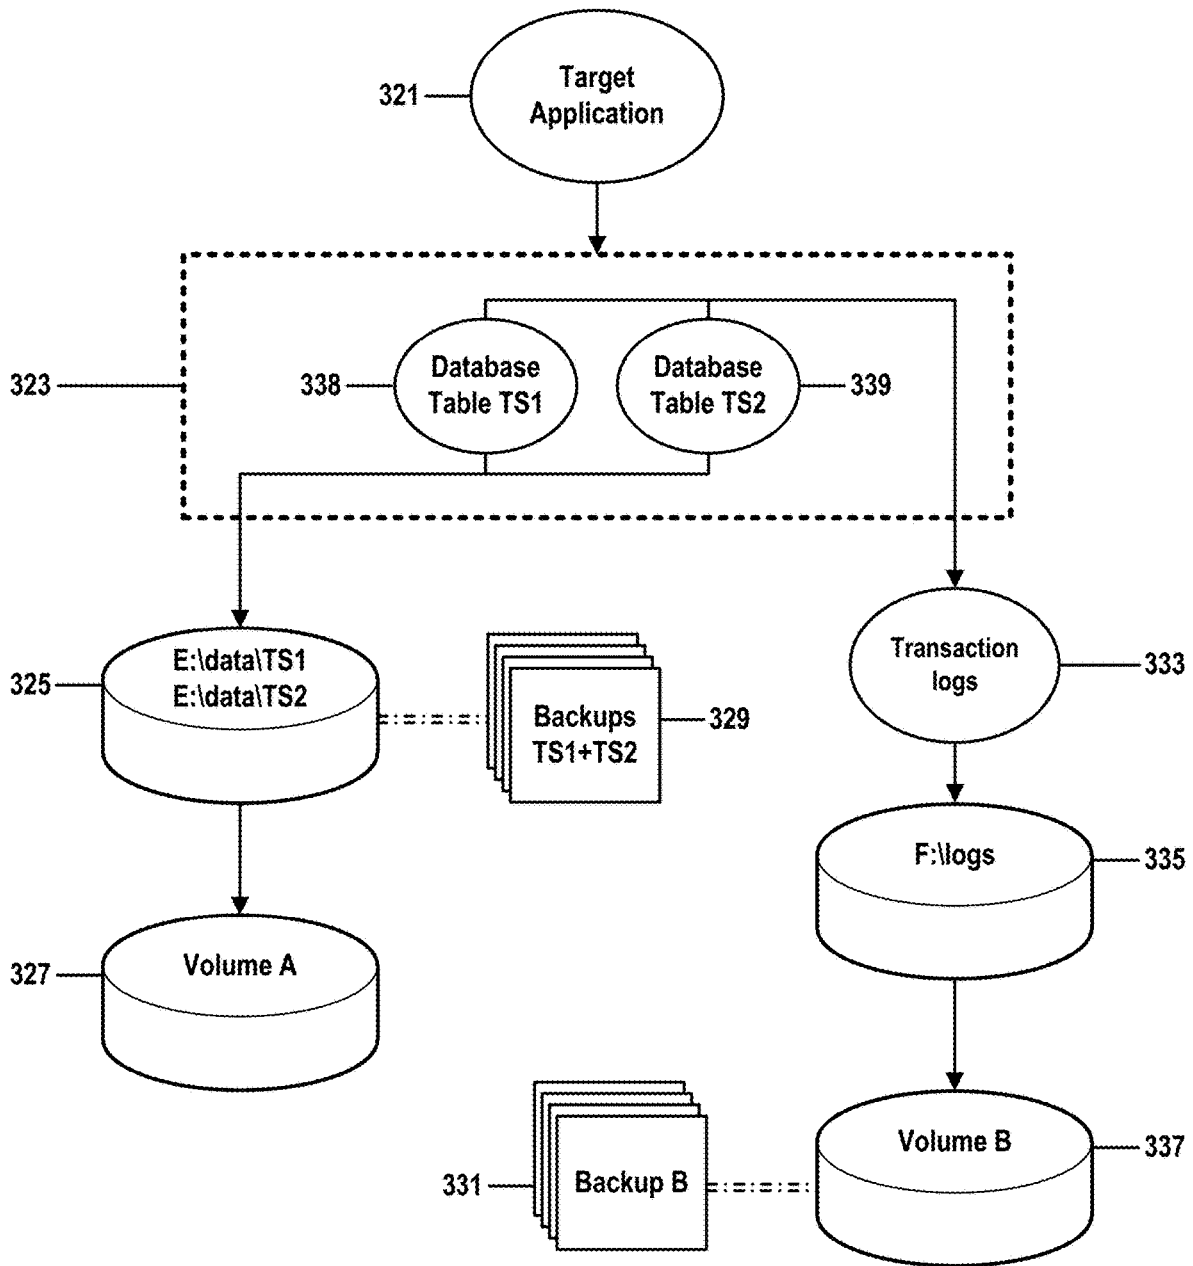 Target
Application
321
323
338
Database
Table TS1
Database
Table TS2
339
325
E:\data\TS1
E:\data\TS2
Backups
TS1+TS2
329
Transaction
logs
333
F:\logs
335
327
Volume A
331
Backup B
Volume B
337